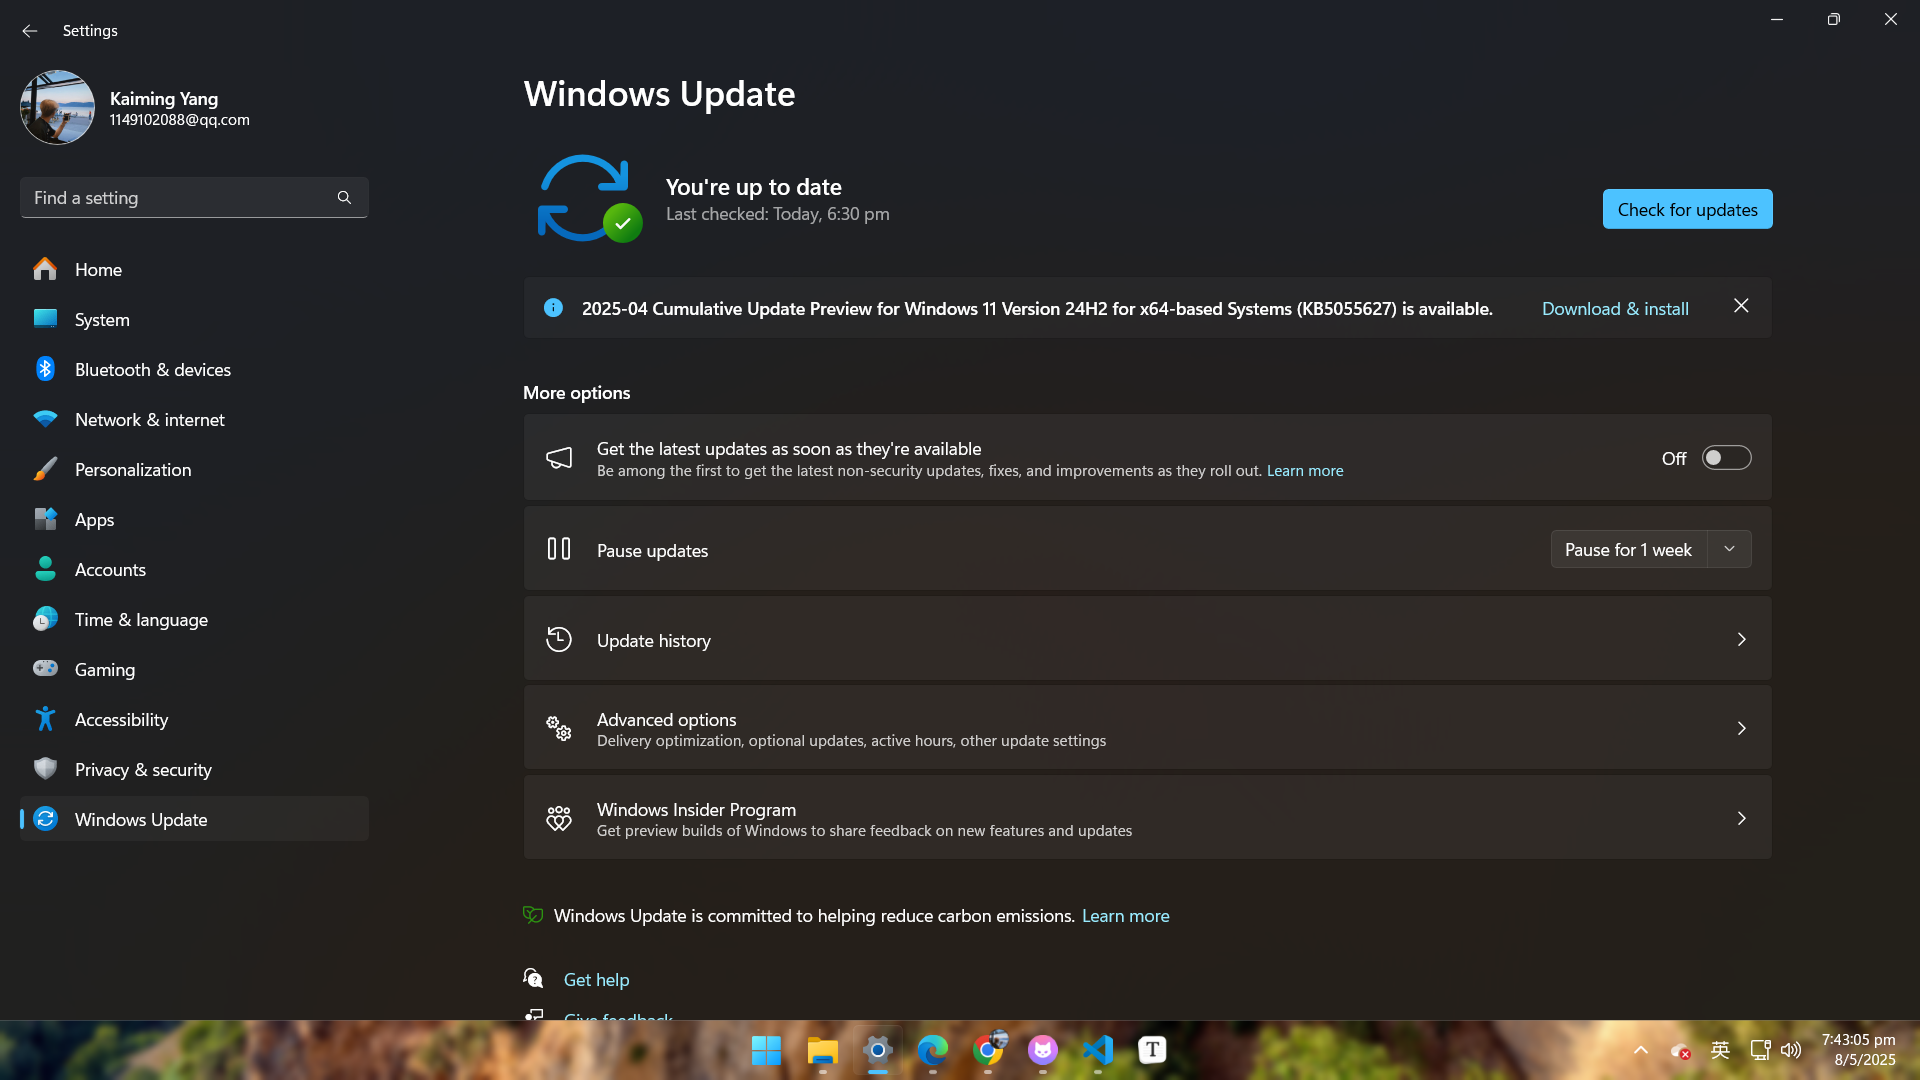 Settings
Kaiming Yang
1149102088@qq.com
Find a setting
Home
System
Bluetooth & devices
Network & internet
Personalization
Apps
Accounts
Time & language
Gaming
Accessibility
Privacy & security
Windows Update
Windows Update
You're up to date
Last checked: Today, 6:30 pm
Check for updates
2025-04 Cumulative Update Preview for Windows 11 Version 24H2 for x64-based Systems (KB5055627) is available.
Download & install
More options
Get the latest updates as soon as they're available
Be among the first to get the latest non-security updates, fixes, and improvements as they roll out. Learn more
Off
Pause updates
Pause for 1 week
Update history
Advanced options
Delivery optimization, optional updates, active hours, other update settings
Windows Insider Program
Get preview builds of Windows to share feedback on new features and updates
Windows Update is committed to helping reduce carbon emissions. Learn more
Get help
Give feedback
T
英
7:43:05 pm
8/5/2025